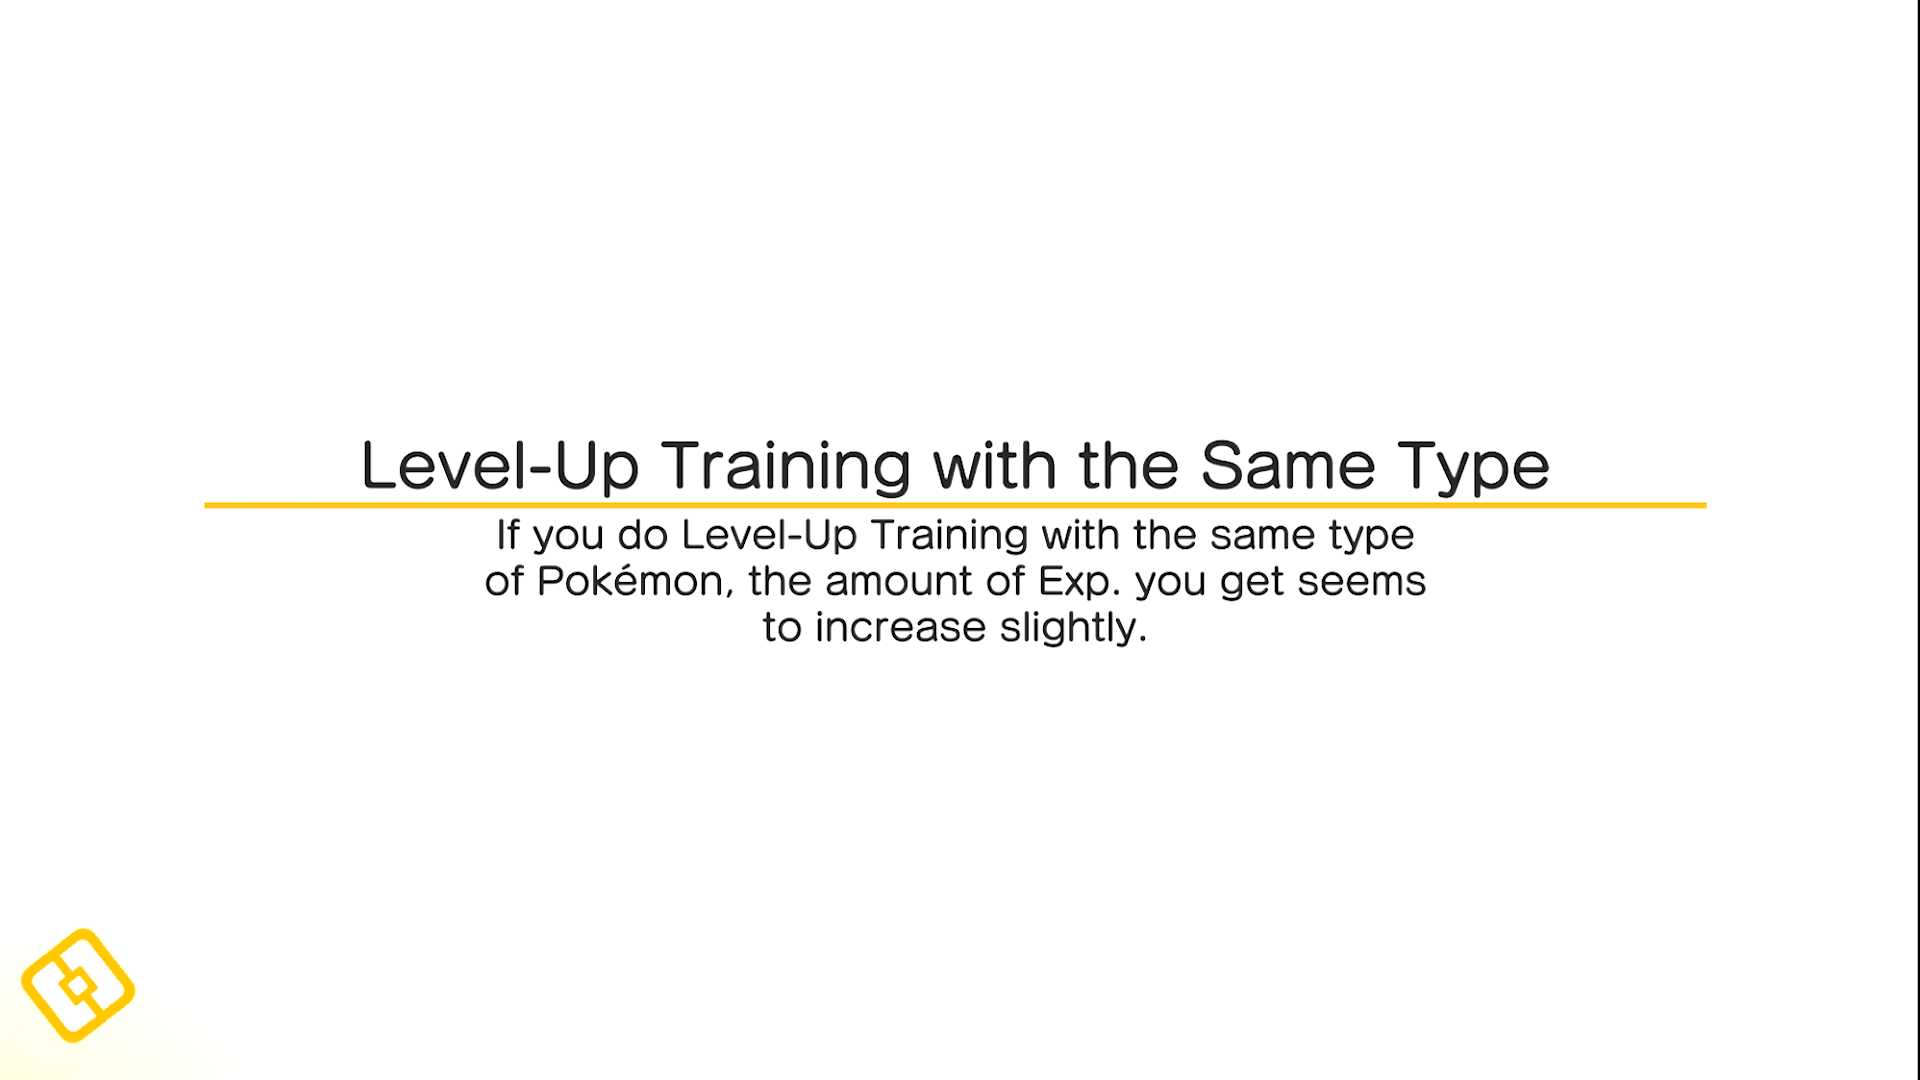 Level-Up Training with the Same Type
If you do Level-Up Training with the same type
of Pokémon, the amount of Exp. you get seems
to increase slightly.